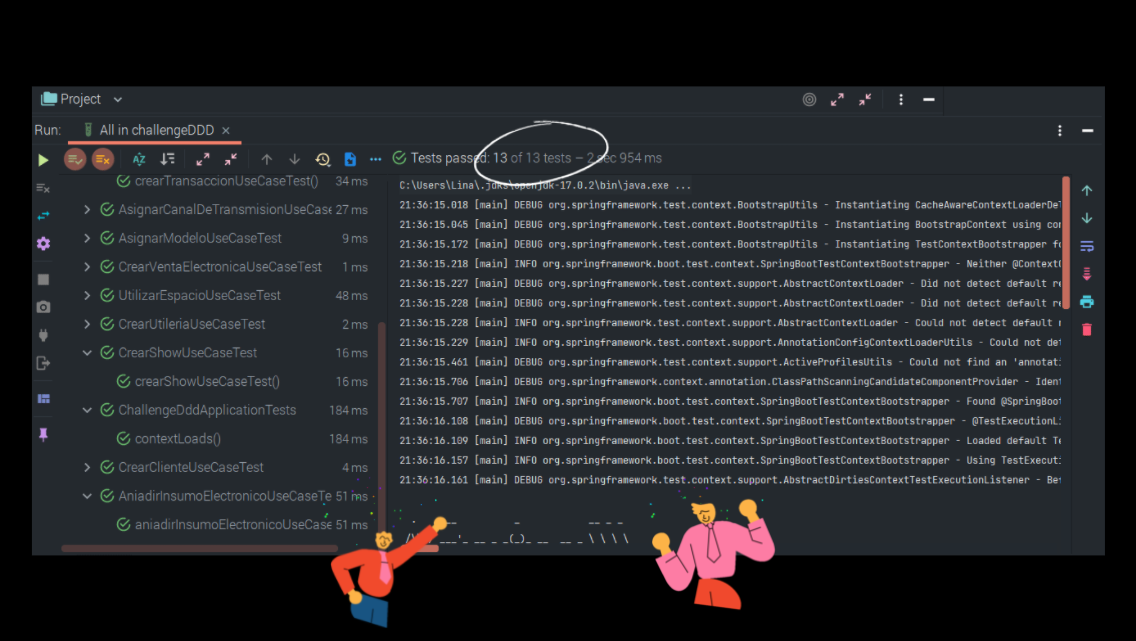 Project
Run: All in challengeDDD
Tests passed: 13 of 13 tests – 2 sec 954 ms
crearTransaccionUseCaseTest() 34 ms
AsignarCanalDeTransmisionUseCase 27 ms
AsignarModeloUseCaseTest 9 ms
CrearVentaElectronicaUseCaseTest 1 ms
UtilizarEspacioUseCaseTest 48 ms
CrearUtileriaUseCaseTest 2 ms
CrearShowUseCaseTest 16 ms
crearShowUseCaseTest() 16 ms
ChallengeDddApplicationTests 184 ms
contextLoads() 184 ms
CrearClienteUseCaseTest 4 ms
AniadirInsumoElectronicoUseCaseTe 51 ms
aniadirInsumoElectronicoUseCase 51 ms
C:\Users\Lina\.jdks\openjdk-17.0.2\bin\java.exe ...
21:36:15.018 [main] DEBUG org.springframework.test.context.BootstrapUtils - Instantiating CacheAwareContextLoaderDel
21:36:15.045 [main] DEBUG org.springframework.test.context.BootstrapUtils - Instantiating BootstrapContext using con
21:36:15.172 [main] DEBUG org.springframework.test.context.BootstrapUtils - Instantiating TestContextBootstrapper fo
21:36:15.218 [main] INFO org.springframework.boot.test.context.SpringBootTestContextBootstrapper - Neither @ContextC
21:36:15.227 [main] DEBUG org.springframework.test.context.support.AbstractContextLoader - Did not detect default re
21:36:15.228 [main] DEBUG org.springframework.test.context.support.AbstractContextLoader - Did not detect default re
21:36:15.228 [main] INFO org.springframework.test.context.support.AbstractContextLoader - Could not detect default r
21:36:15.229 [main] INFO org.springframework.test.context.support.AnnotationConfigContextLoaderUtils - Could not det
21:36:15.461 [main] DEBUG org.springframework.test.context.support.ActiveProfilesUtils - Could not find an 'annotati
21:36:15.706 [main] DEBUG org.springframework.context.annotation.ClassPathScanningCandidateComponentProvider - Ident
21:36:15.707 [main] INFO org.springframework.boot.test.context.SpringBootTestContextBootstrapper - Found @SpringBoot
21:36:16.108 [main] DEBUG org.springframework.boot.test.context.SpringBootTestContextBootstrapper - @TestExecutionLi
21:36:16.109 [main] INFO org.springframework.boot.test.context.SpringBootTestContextBootstrapper - Loaded default Te
21:36:16.157 [main] INFO org.springframework.boot.test.context.SpringBootTestContextBootstrapper - Using TestExecuti
21:36:16.161 [main] DEBUG org.springframework.test.context.support.AbstractDirtiesContextTestExecutionListener - Bef